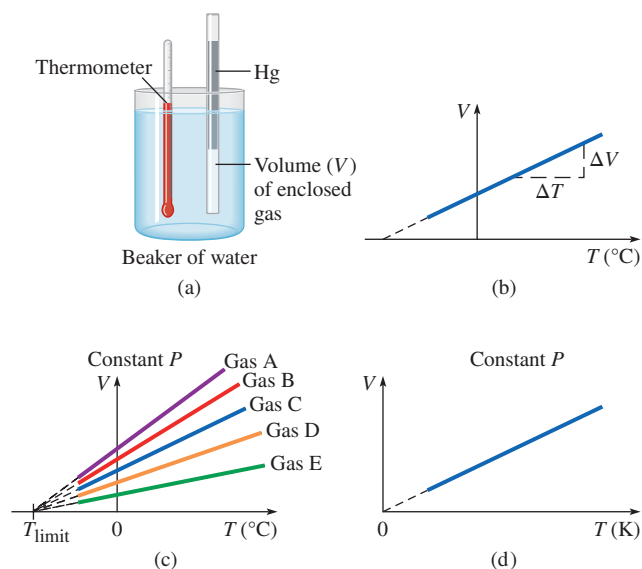 Thermometer
Hg
Volume (V)
of enclosed
gas
Beaker of water
(a)
V
ΔV
ΔT
T (°C)
(b)
Constant P
V
Gas A
Gas B
Gas C
Gas D
Gas E
T_limit
0
T (°C)
(c)
Constant P
V
0
T (K)
(d)